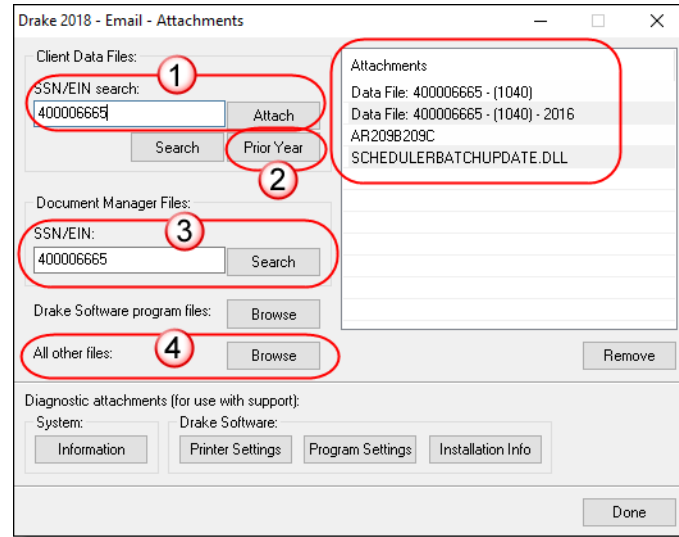 Drake 2018 - Email - Attachments
Client Data Files:
1
SSN/EIN search:
400006665
Attach
Search
Prior Year
2
Document Manager Files:
3
SSN/EIN:
400006665
Search
Drake Software program files:
Browse
All other files:
4
Browse
Attachments
Data File: 400006665 - (1040)
Data File: 400006665 - (1040) - 2016
AR209B209C
SCHEDULERBATCHUPDATE.DLL
Remove
Diagnostic attachments (for use with support):
System:
Drake Software:
Information
Printer Settings
Program Settings
Installation Info
Done